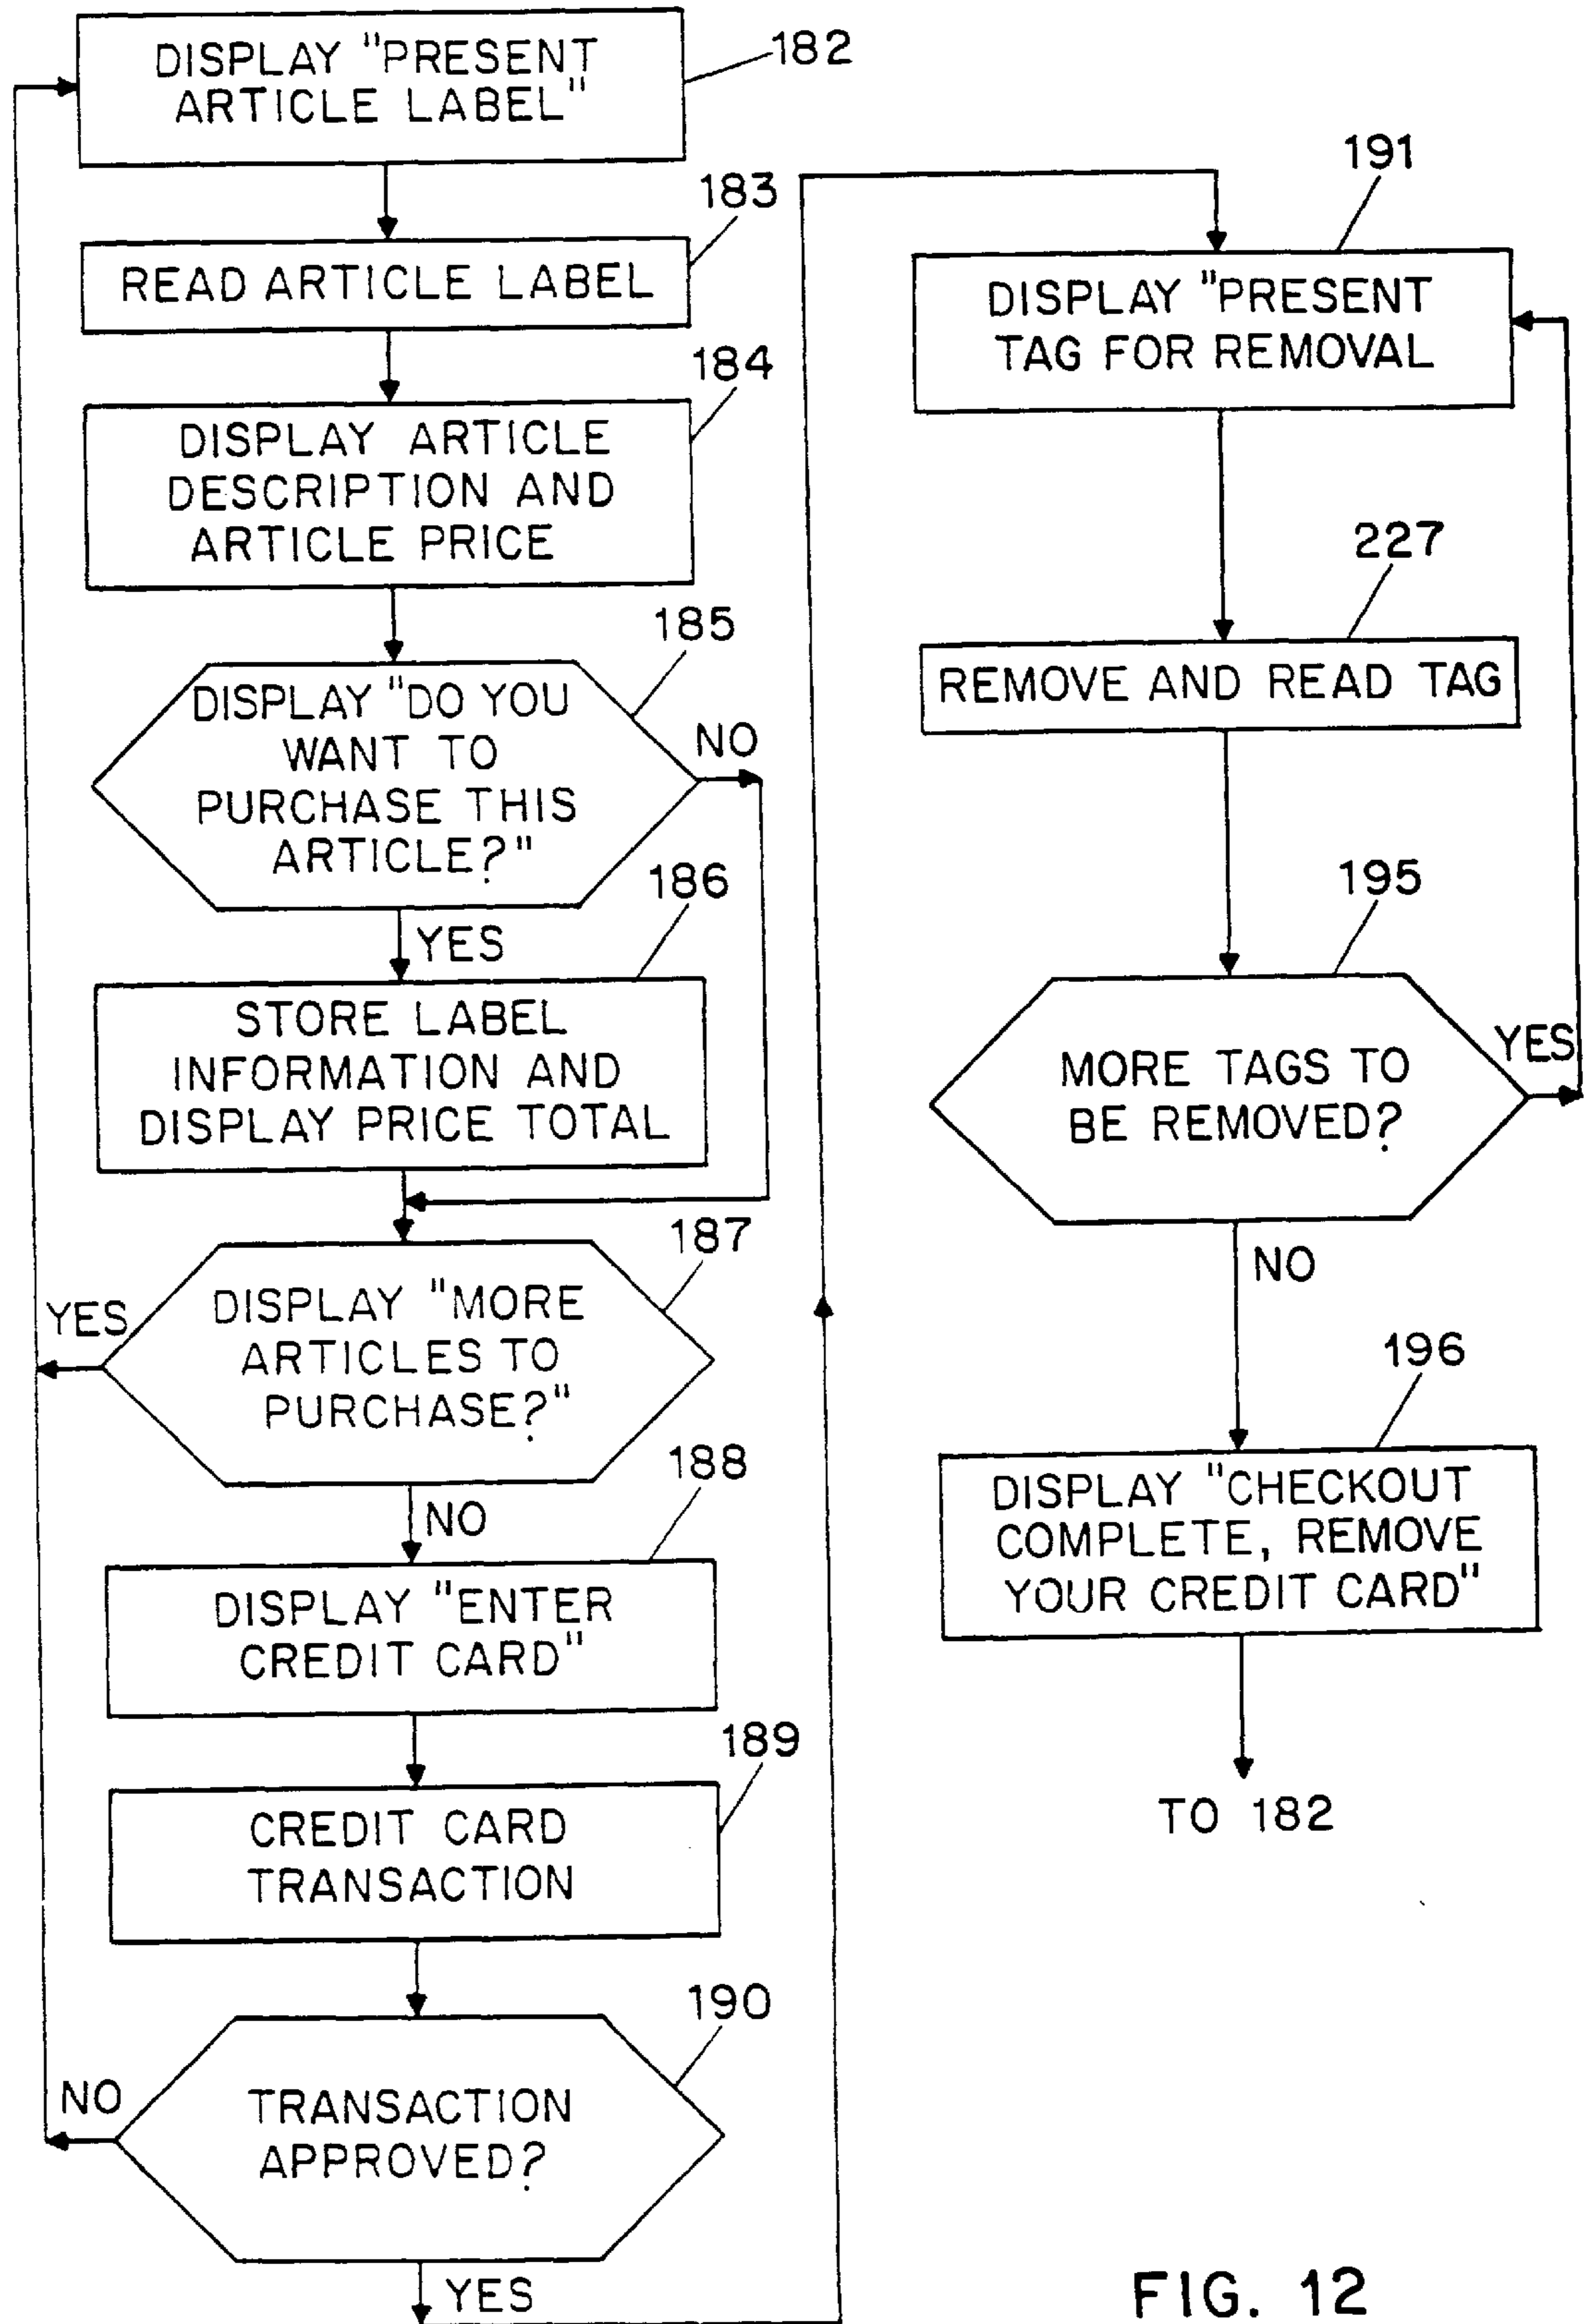 DISPLAY "PRESENT
ARTICLE LABEL"
182
183
READ ARTICLE LABEL
184
DISPLAY ARTICLE
DESCRIPTION AND
ARTICLE PRICE
185
DISPLAY "DO YOU
WANT TO
PURCHASE THIS
ARTICLE?"
NO
YES
186
STORE LABEL
INFORMATION AND
DISPLAY PRICE TOTAL
187
DISPLAY "MORE
ARTICLES TO
PURCHASE?"
YES
NO
188
DISPLAY "ENTER
CREDIT CARD"
189
CREDIT CARD
TRANSACTION
190
TRANSACTION
APPROVED?
NO
YES
191
DISPLAY "PRESENT
TAG FOR REMOVAL
227
REMOVE AND READ TAG
195
MORE TAGS TO
BE REMOVED?
YES
NO
196
DISPLAY "CHECKOUT
COMPLETE, REMOVE
YOUR CREDIT CARD"
TO 182
FIG. 12